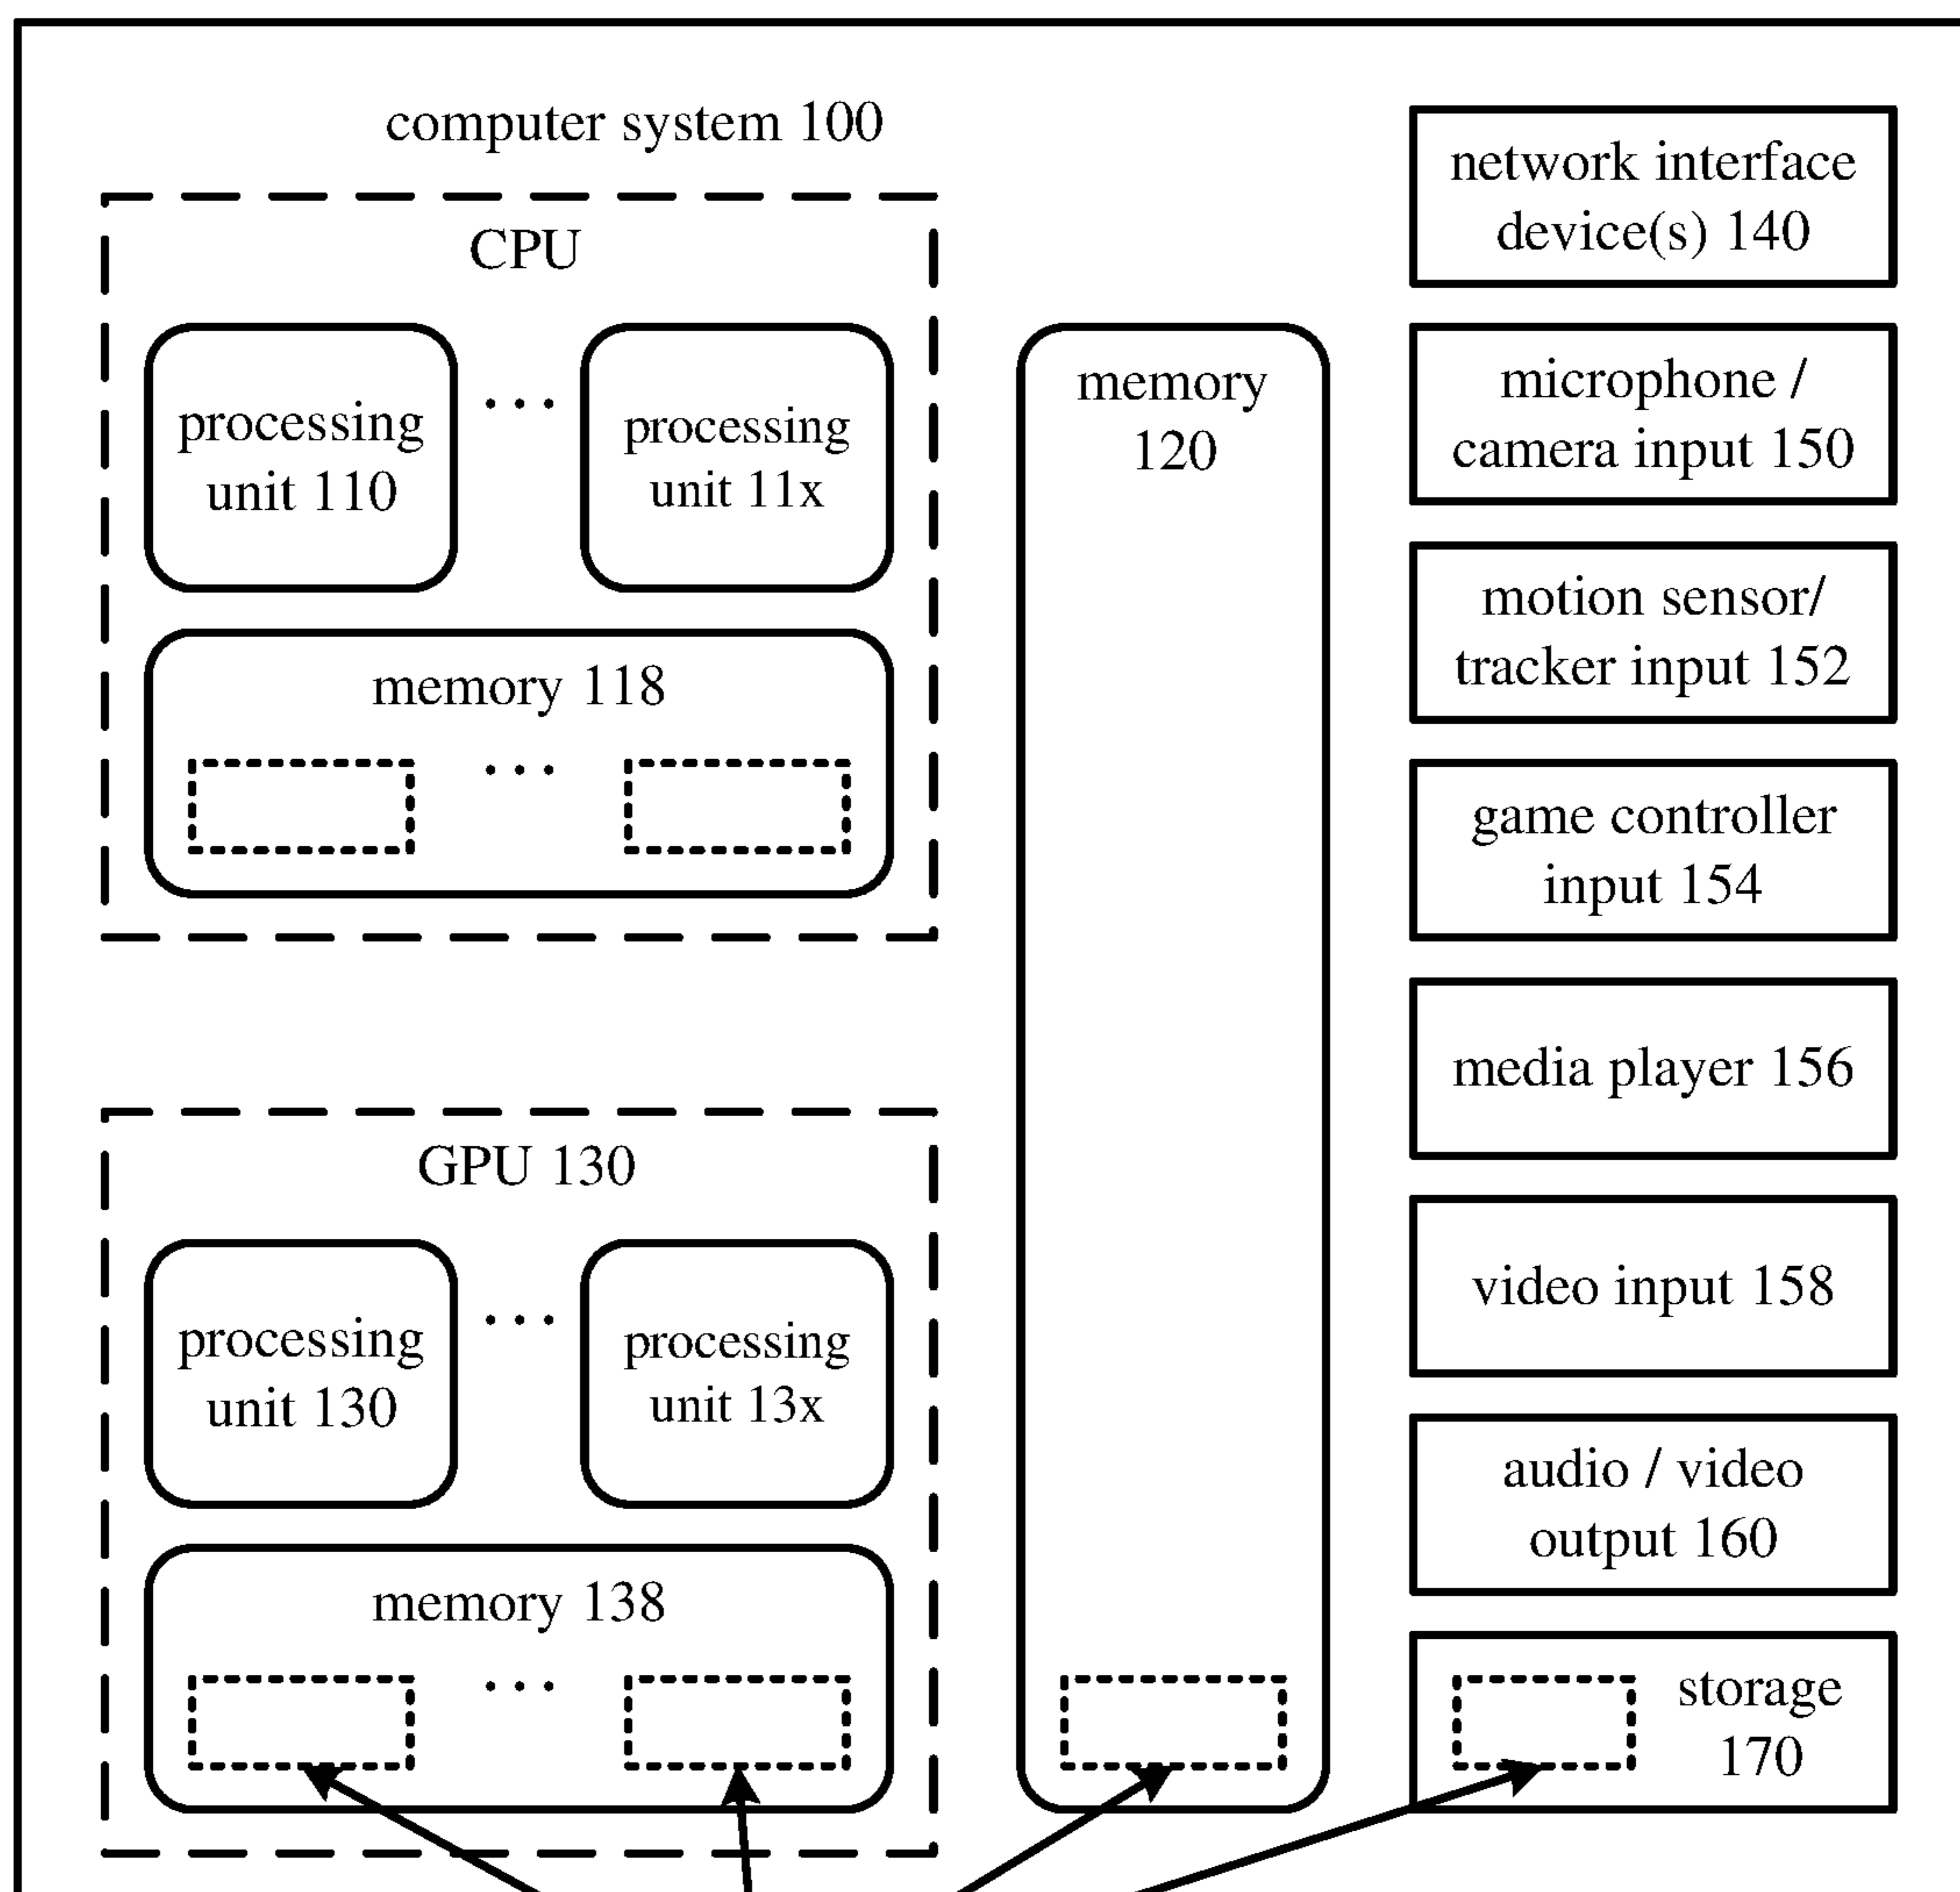 computer system 100
CPU
processing
unit 110
...
processing
unit 11x
memory 118
...
GPU 130
processing
unit 130
...
processing
unit 13x
memory 138
...
memory
120
network interface
device(s) 140
microphone /
camera input 150
motion sensor/
tracker input 152
game controller
input 154
media player 156
video input 158
audio / video
output 160
storage
170